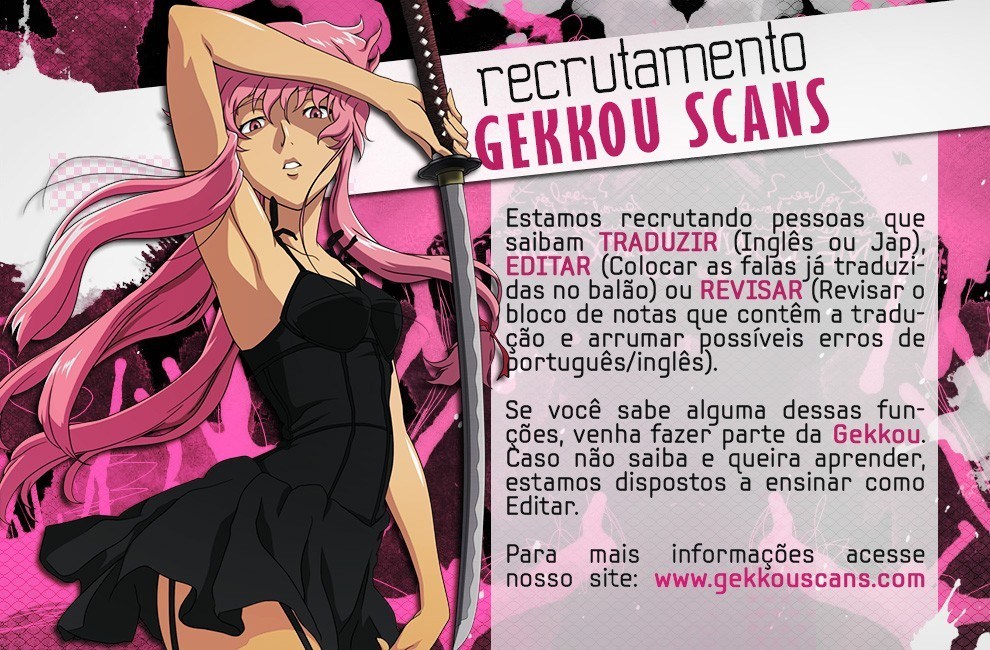 recrutamento
GEKKOU SCANS
Estamos recrutando pessoas que
saibam TRADUZIR (Inglês ou Jap),
EDITAR (Colocar as falas já traduzi-
das no balão) ou REVISAR (Revisar o
bloco de notas que contêm a tradu-
ção e arrumar possíveis erros de
português/inglês).
Se você sabe alguma dessas fun-
ções, venha fazer parte da Gekkou.
Caso não saiba e queira aprender,
estamos dispostos a ensinar como
Editar.
Para mais informações acesse
nosso site: www.gekkouscans.com